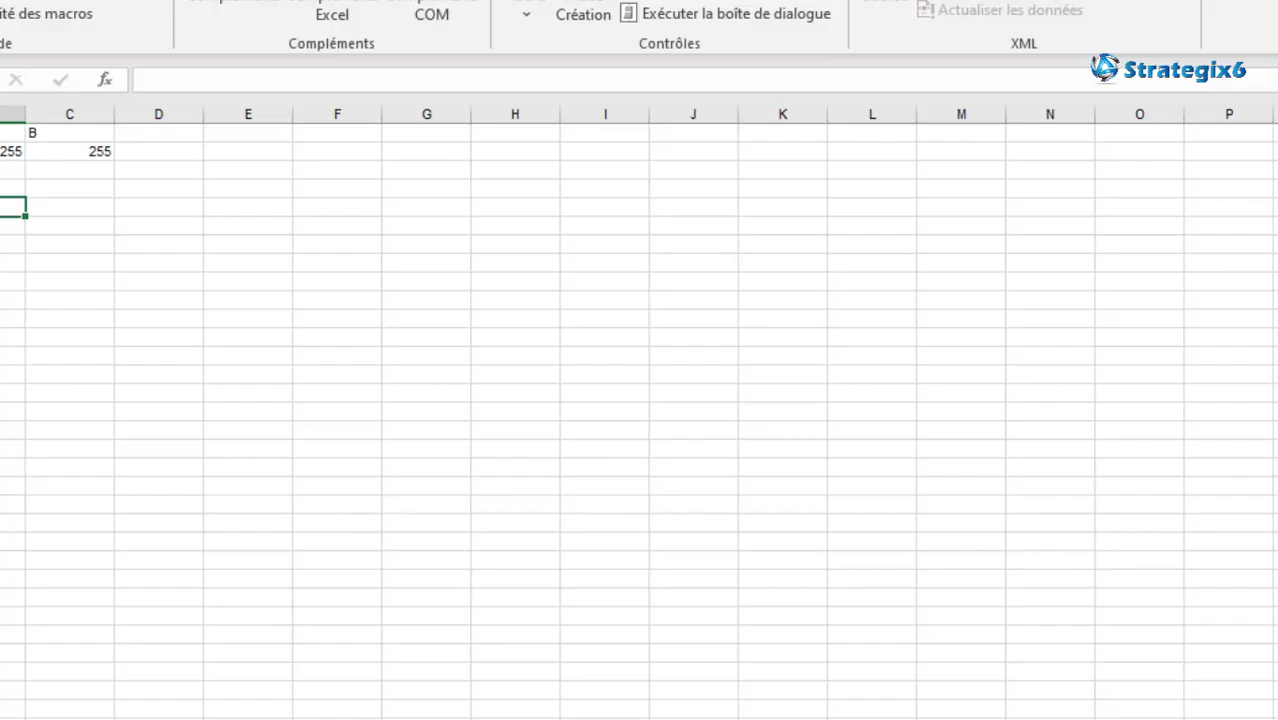 ité des macros
Excel
COM
Création
Exécuter la boîte de dialogue
Actualiser les données
de
Compléments
Contrôles
XML
fx
Strategix6
C D E F G H I J K L M N O P
B
255 255